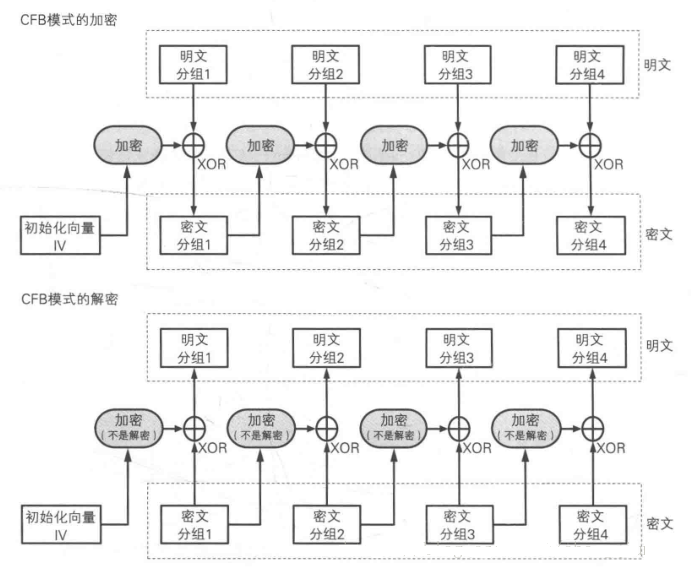 CFB模式的加密
明文
分组1
明文
分组2
明文
分组3
明文
分组4
明文
加密
加密
加密
加密
XOR
XOR
XOR
XOR
初始化向量
IV
密文
分组1
密文
分组2
密文
分组3
密文
分组4
密文
CFB模式的解密
明文
分组1
明文
分组2
明文
分组3
明文
分组4
明文
加密
(不是解密)
加密
(不是解密)
加密
(不是解密)
加密
(不是解密)
XOR
XOR
XOR
XOR
初始化向量
IV
密文
分组1
密文
分组2
密文
分组3
密文
分组4
密文